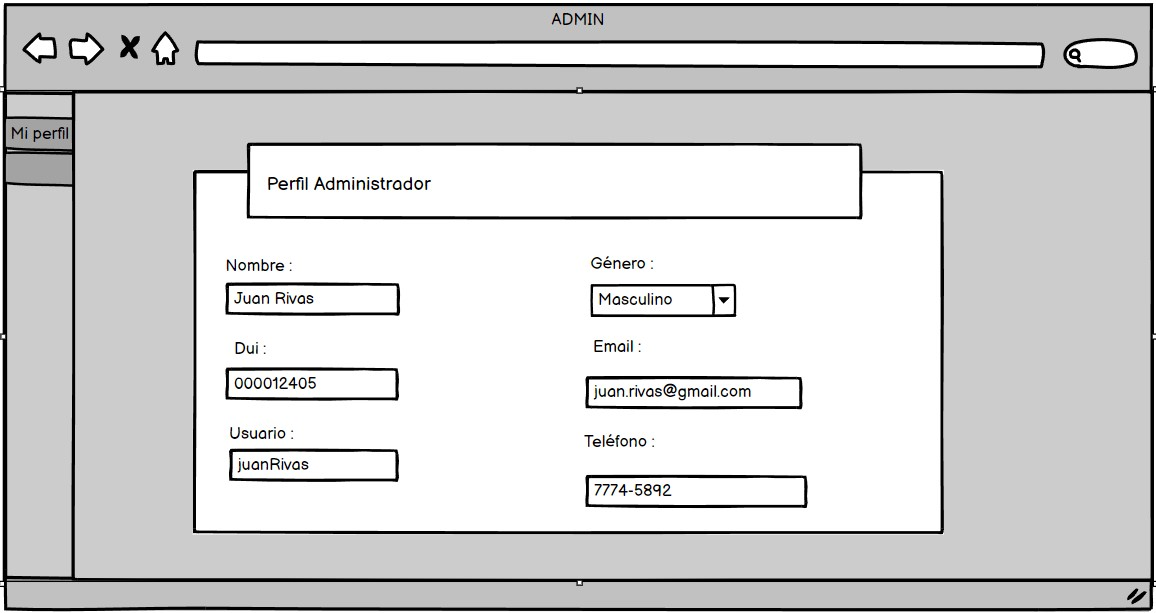 ADMIN
Mi perfil
Perfil Administrador
Nombre :
Juan Rivas
Género :
Masculino
Dui :
000012405
Email :
juan.rivas@gmail.com
Usuario :
juanRivas
Teléfono :
7774-5892